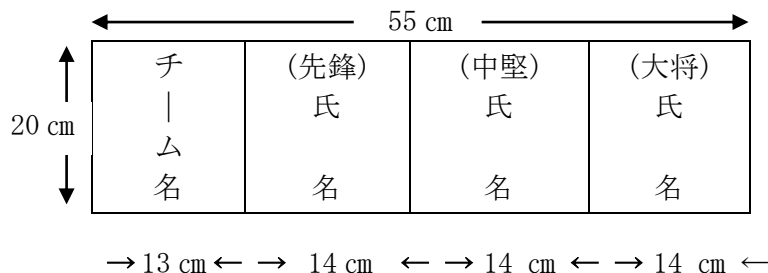 55 cm
20 cm
チーム名
(先鋒)
氏 名
(中堅)
氏 名
(大将)
氏 名
→13 cm← → 14 cm ← → 14 cm ← → 14 cm ←